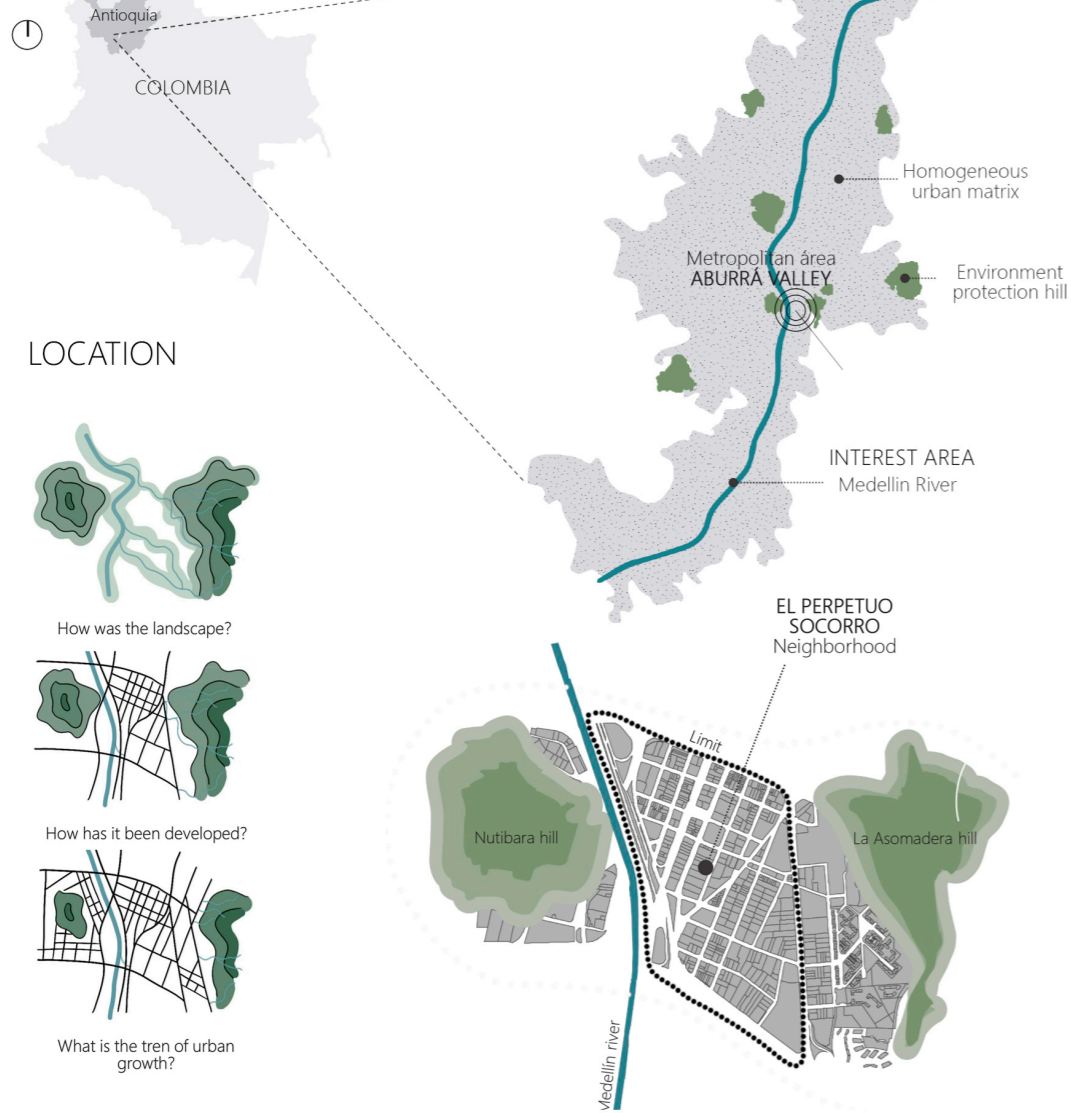 Antioquia
COLOMBIA
Homogeneous
urban matrix
Metropolitan área
ABURRÁ VALLEY
Environment
protection hill
LOCATION
INTEREST AREA
Medellin River
How was the landscape?
How has it been developed?
What is the tren of urban
growth?
EL PERPETUO
SOCORRO
Neighborhood
Limit
Nutibara hill
La Asomadera hill
Medellín river